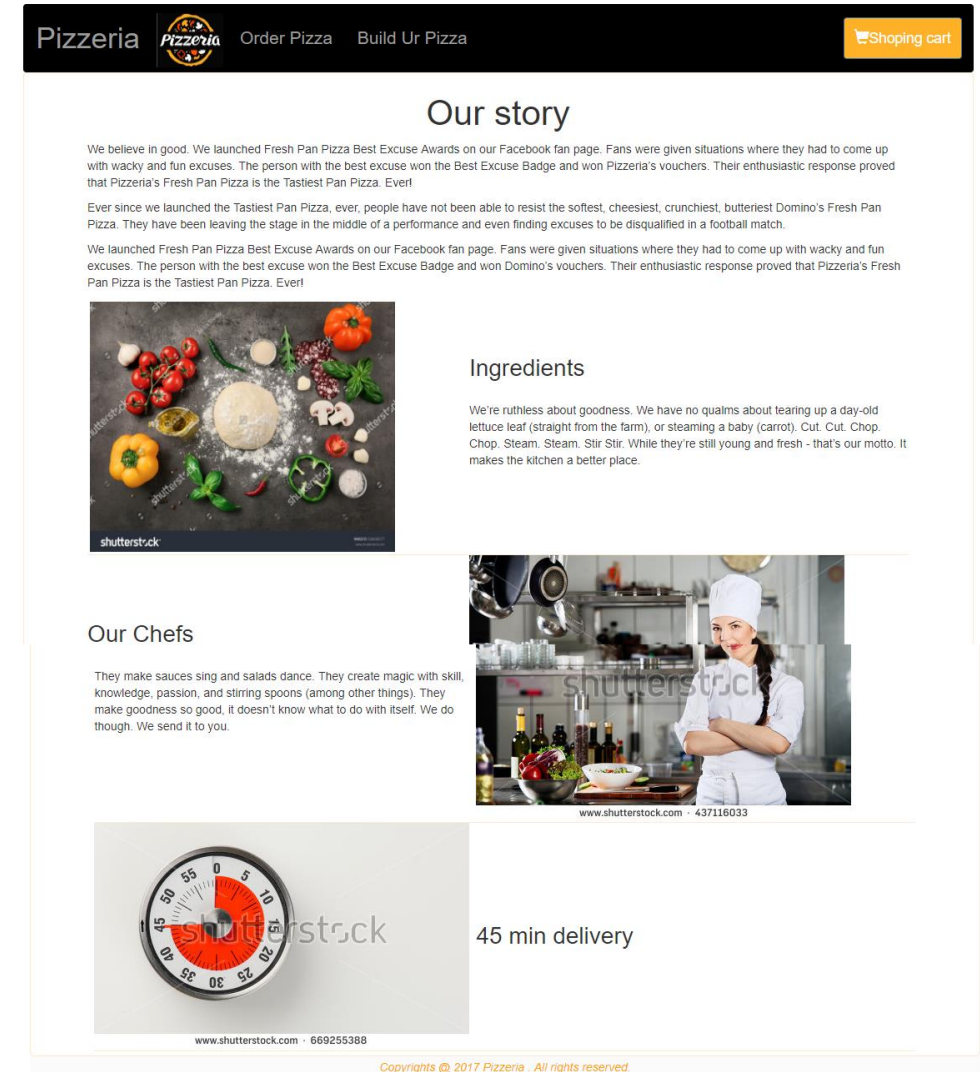 Pizzeria
Pizzeria
Order Pizza
Build Ur Pizza
Shoping cart
Our story
We believe in good. We launched Fresh Pan Pizza Best Excuse Awards on our Facebook fan page. Fans were given situations where they had to come up
with wacky and fun excuses. The person with the best excuse won the Best Excuse Badge and won Pizzeria's vouchers. Their enthusiastic response proved
that Pizzeria's Fresh Pan Pizza is the Tastiest Pan Pizza. Ever!
Ever since we launched the Tastiest Pan Pizza, ever, people have not been able to resist the softest, cheesiest, crunchiest, butteriest Domino's Fresh Pan
Pizza. They have been leaving the stage in the middle of a performance and even finding excuses to be disqualified in a football match.
We launched Fresh Pan Pizza Best Excuse Awards on our Facebook fan page. Fans were given situations where they had to come up with wacky and fun
excuses. The person with the best excuse won the Best Excuse Badge and won Domino's vouchers. Their enthusiastic response proved that Pizzeria's Fresh
Pan Pizza is the Tastiest Pan Pizza. Ever!
shutterstock
Ingredients
We're ruthless about goodness. We have no qualms about tearing up a day-old
lettuce leaf (straight from the farm), or steaming a baby (carrot). Cut. Cut. Chop.
Chop. Steam. Steam. Stir Stir. While they're still young and fresh - that's our motto. It
makes the kitchen a better place.
Our Chefs
They make sauces sing and salads dance. They create magic with skill,
knowledge, passion, and stirring spoons (among other things). They
make goodness so good, it doesn't know what to do with itself. We do
though. We send it to you.
shutterstock
www.shutterstock.com · 437116033
0 5 10 15 20 25 30 35 40 45 50 55
shutterstock
www.shutterstock.com · 669255388
45 min delivery
Copyrights @ 2017 Pizzeria . All rights reserved.